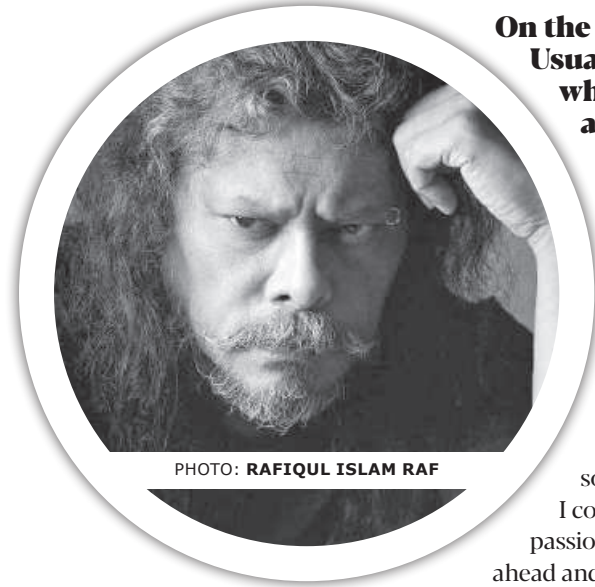 On the
Usua
wh
a
PHOTO: RAFIQUL ISLAM RAF
so
I co
passio
ahead and